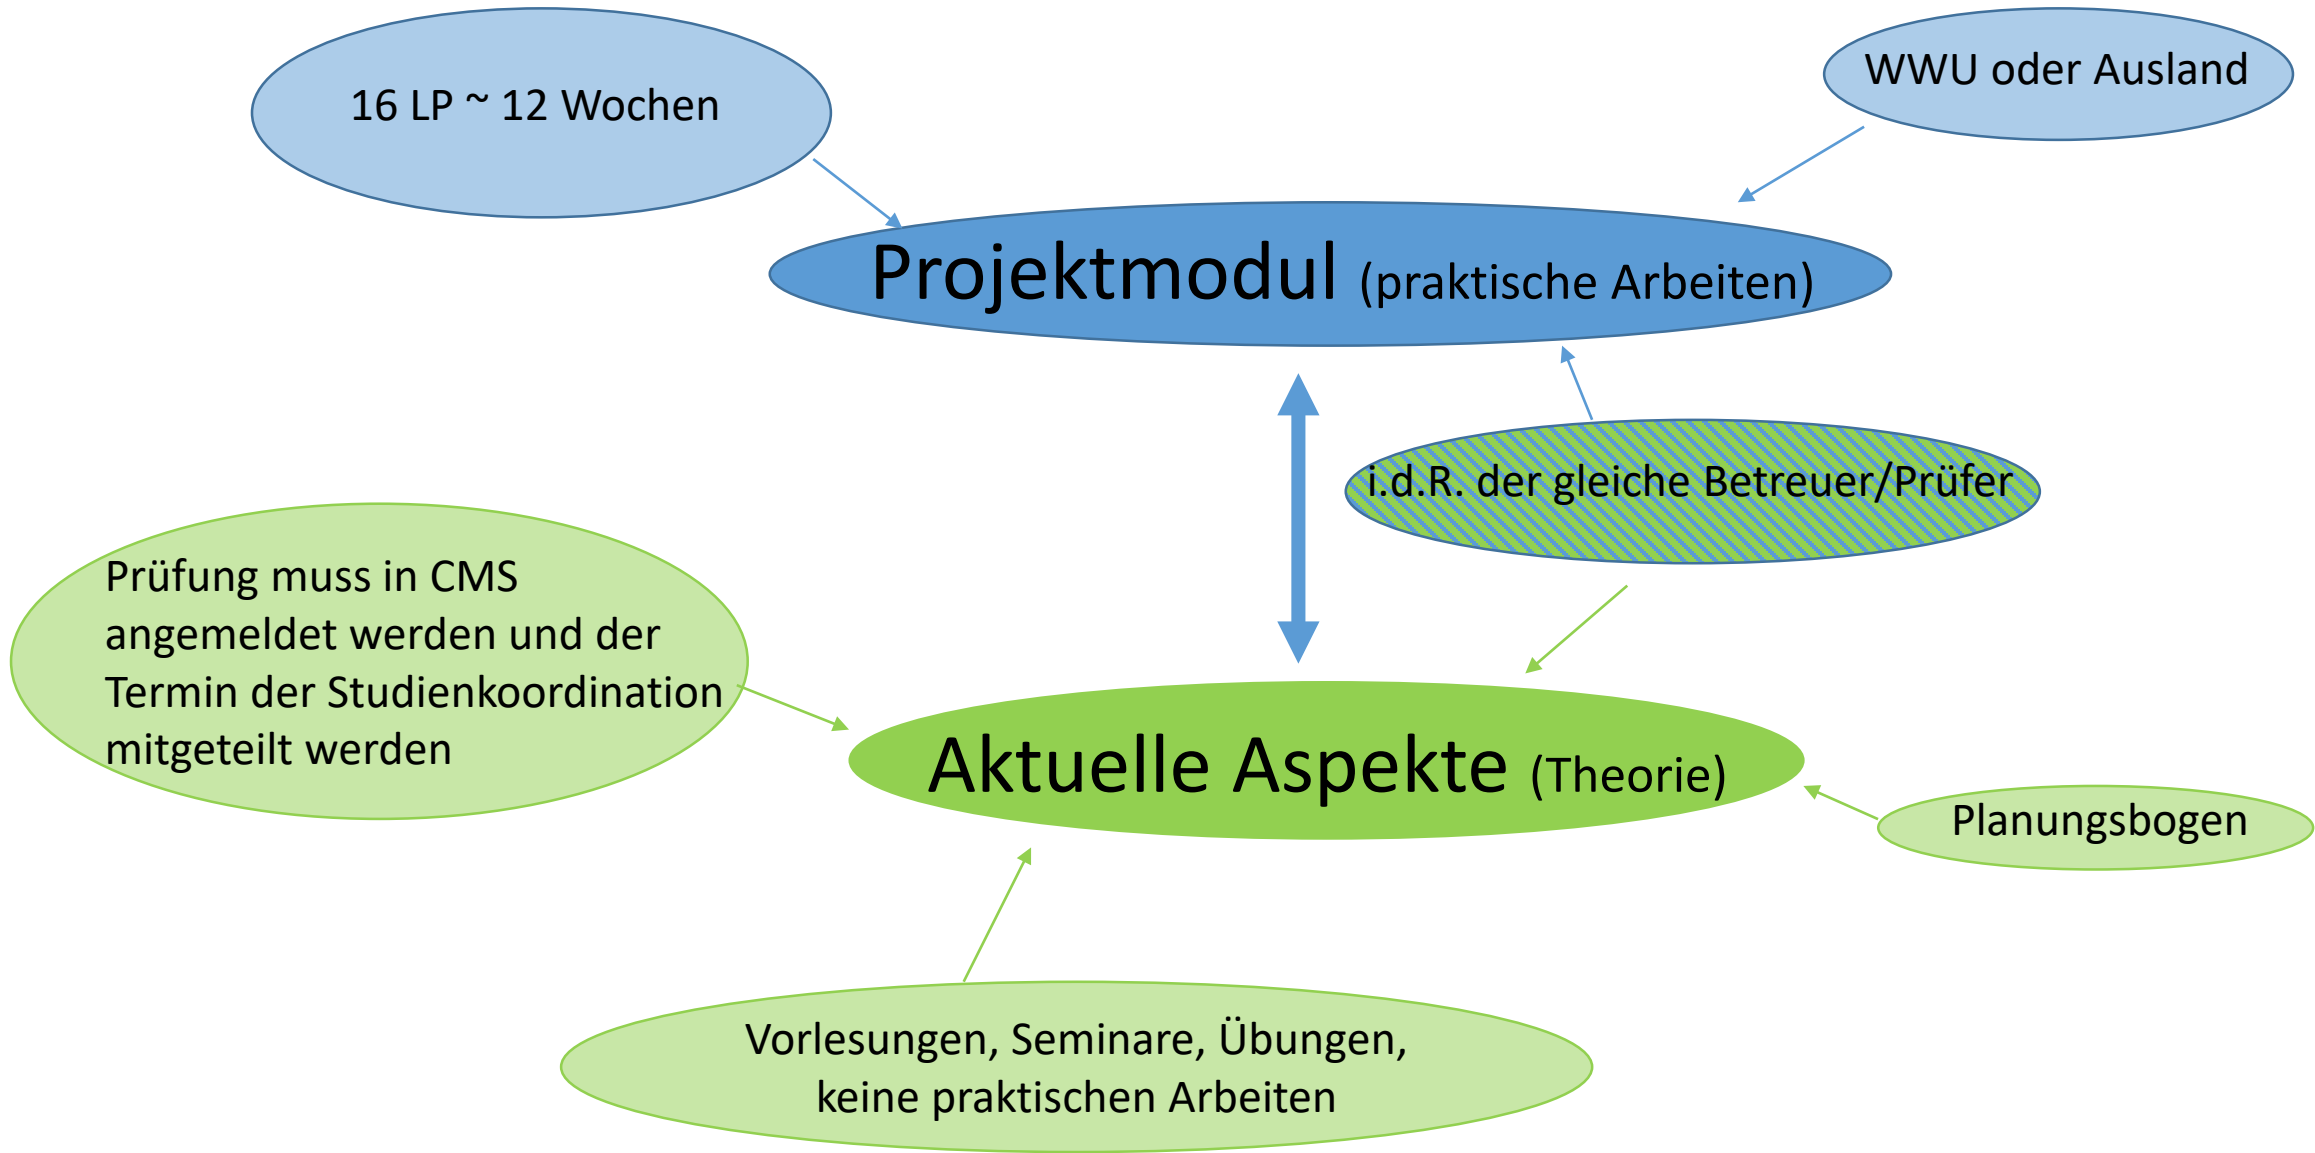 16 LP ~ 12 Wochen
WWU oder Ausland
Projektmodul (praktische Arbeiten)
i.d.R. der gleiche Betreuer/Prüfer
Prüfung muss in CMS
angemeldet werden und der
Termin der Studienkoordination
mitgeteilt werden
Aktuelle Aspekte (Theorie)
Planungsbogen
Vorlesungen, Seminare, Übungen,
keine praktischen Arbeiten